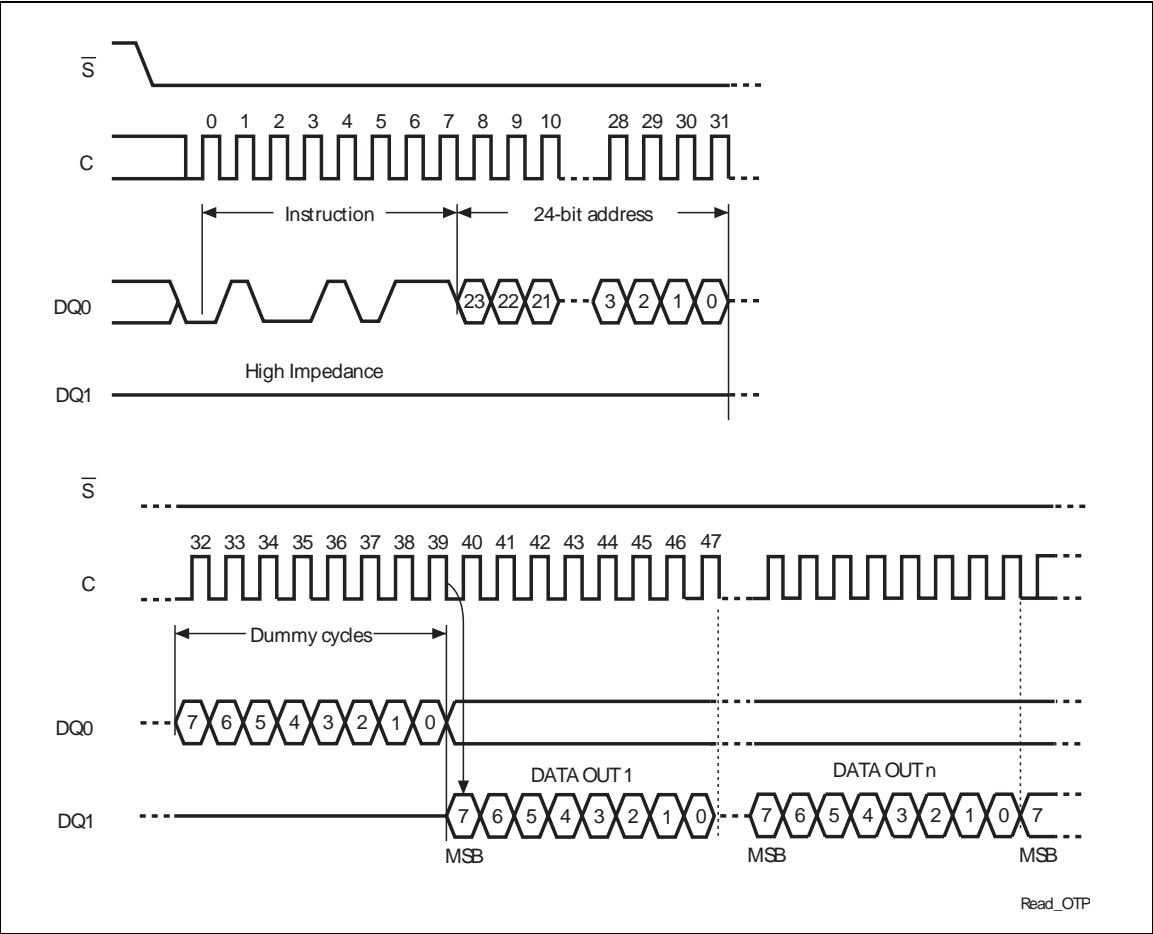 S
0 1 2 3 4 5 6 7 8 9 10 28 29 30 31
C
Instruction 24-bit address
DQ0 23 22 21 3 2 1 0
High Impedance
DQ1
S
32 33 34 35 36 37 38 39 40 41 42 43 44 45 46 47
C
Dummy cycles
DQ0 7 6 5 4 3 2 1 0
DATA OUT 1 DATA OUT n
DQ1 7 6 5 4 3 2 1 0 7 6 5 4 3 2 1 0 7
MSB MSB MSB
Read_OTP